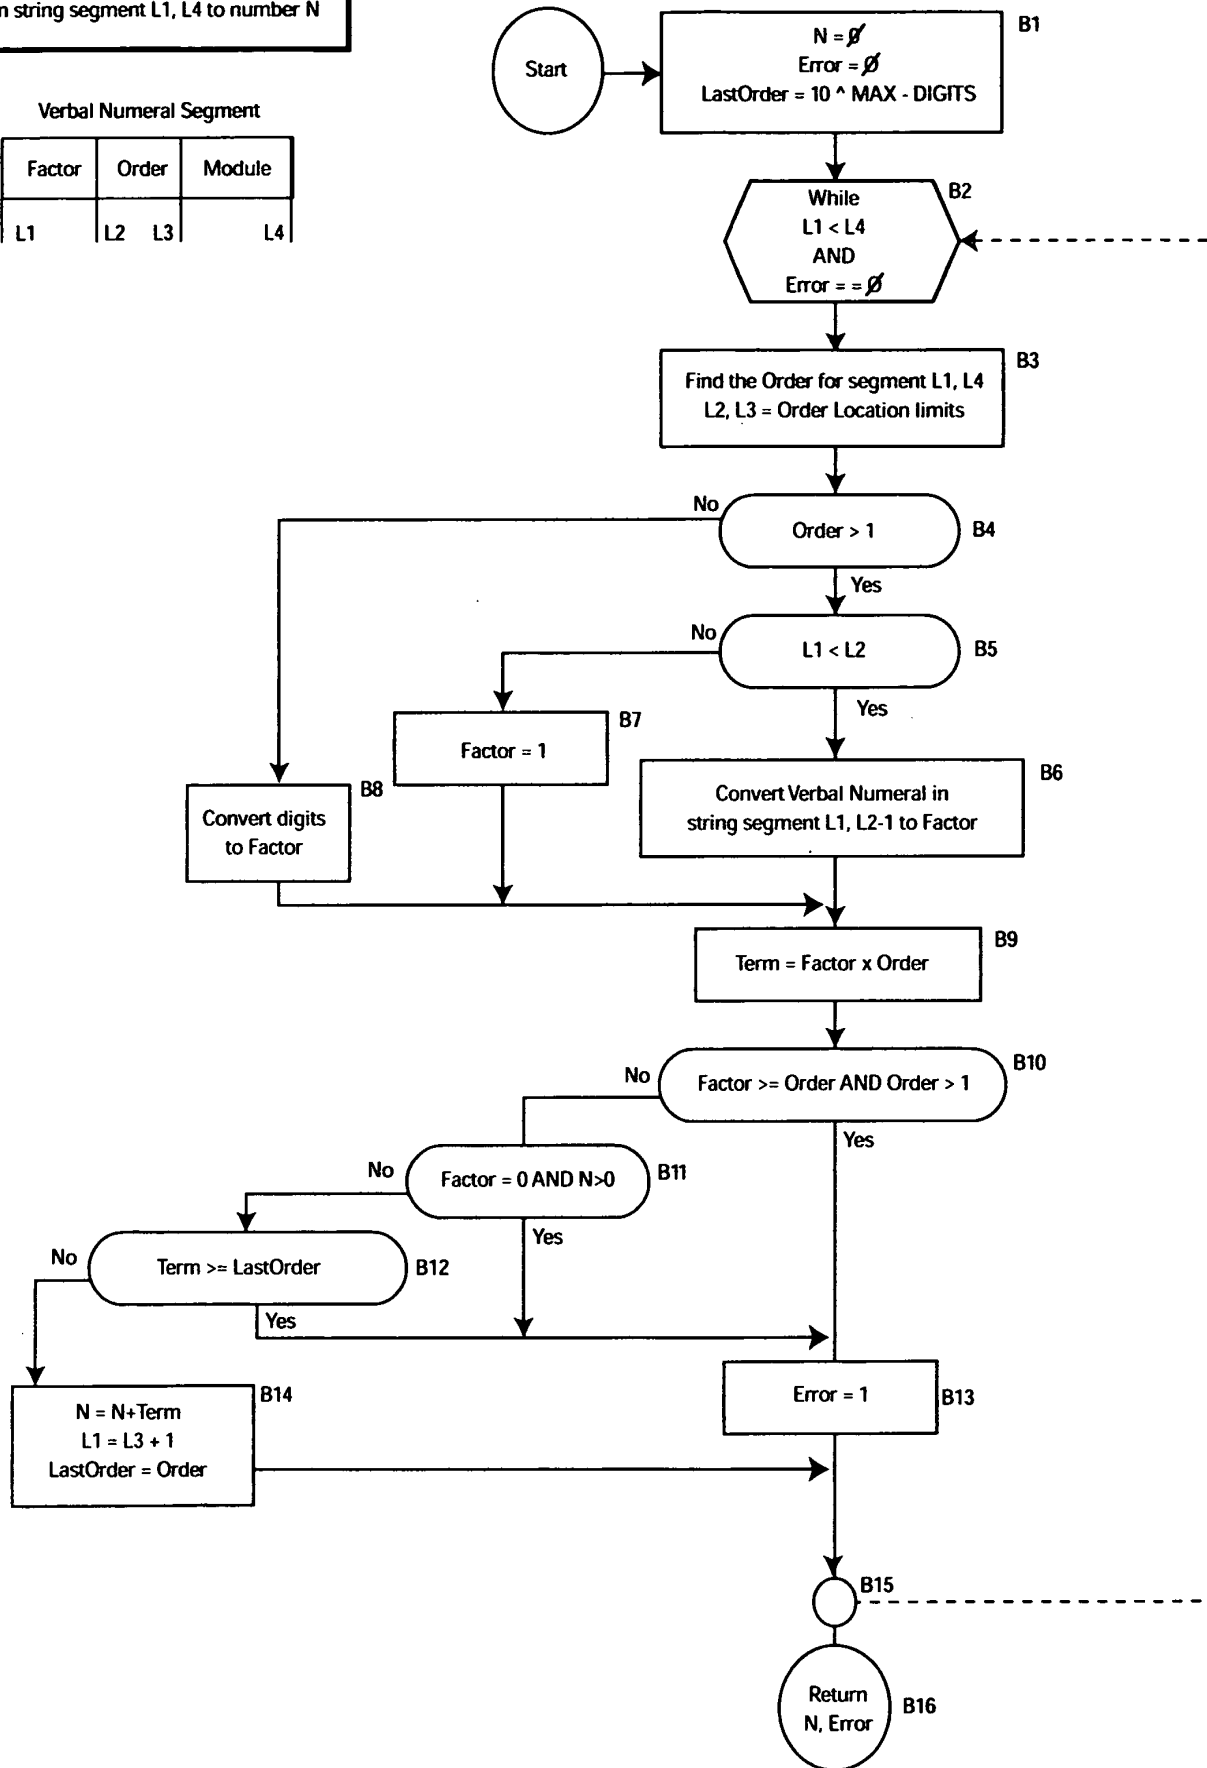 n string segment L1, L4 to number N
Verbal Numeral Segment
Factor Order Module
L1 L2 L3 L4
Start
N = Ø
Error = Ø
LastOrder = 10 ^ MAX - DIGITS
B1
While
L1 < L4
AND
Error = = Ø
B2
Find the Order for segment L1, L4
L2, L3 = Order Location limits
B3
Order > 1
B4
No
Yes
L1 < L2
B5
No
Yes
Factor = 1
B7
Convert Verbal Numeral in
string segment L1, L2-1 to Factor
B6
Convert digits
to Factor
B8
Term = Factor x Order
B9
Factor >= Order AND Order > 1
B10
No
Yes
Factor = 0 AND N>0
B11
No
Yes
Term >= LastOrder
B12
No
Yes
Error = 1
B13
N = N+Term
L1 = L3 + 1
LastOrder = Order
B14
B15
Return
N, Error
B16